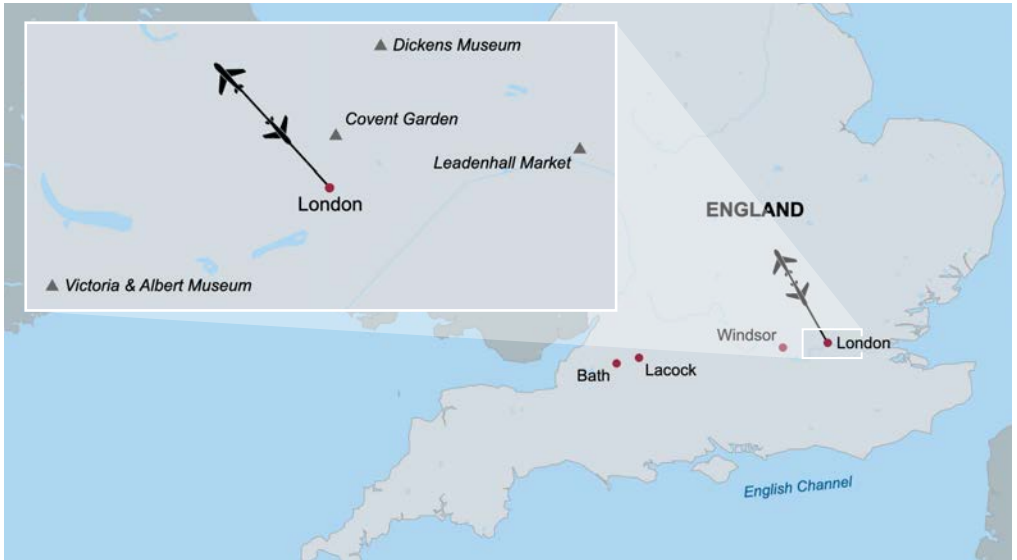 Dickens Museum
Covent Garden
Leadenhall Market
London
Victoria & Albert Museum
ENGLAND
Windsor
London
Bath
Lacock
English Channel